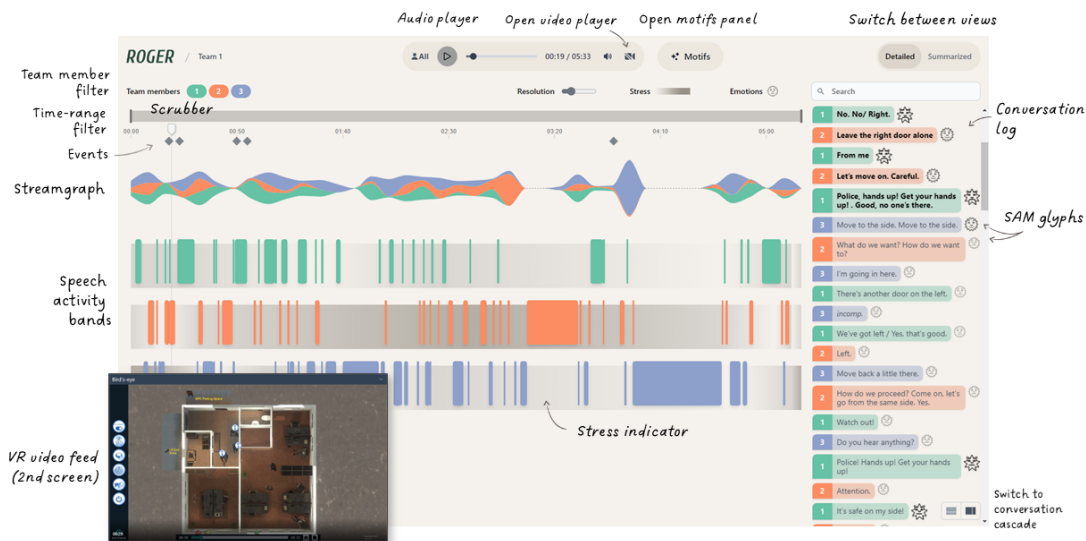 Audio player
Open video player
Open motifs panel
Switch between views
ROGER / Team 1
All
00:19 / 05:33
Motifs
Detailed
Summarized
Team member
filter
Team members 1 2 3
Resolution
Stress
Emotions
Search
Time-range
filter
Scrubber
00:00
00:50
01:40
02:30
03:20
04:10
05:00
Events
Streamgraph
Speech
activity
bands
Stress indicator
VR video feed
(2nd screen)
Bird's eye
1 No. No/ Right.
2 Leave the right door alone
1 From me
2 Let's move on. Careful.
1 Police, hands up! Get your hands
up! . Good, no one's there.
3 Move to the side. Move to the side.
2 What do we want? How do we want
to?
3 I'm going in here.
1 There's another door on the left.
3 incomp.
1 We've got left / Yes, that's good.
2 Left.
3 Move back a little there.
2 How do we proceed? Come on, let's
go from the same side. Yes.
1 Watch out!
3 Do you hear anything?
1 Police! Hands up! Get your hands
up!
2 Attention.
1 It's safe on my side!
2
Conversation
log
SAM glyphs
Switch to
conversation
cascade